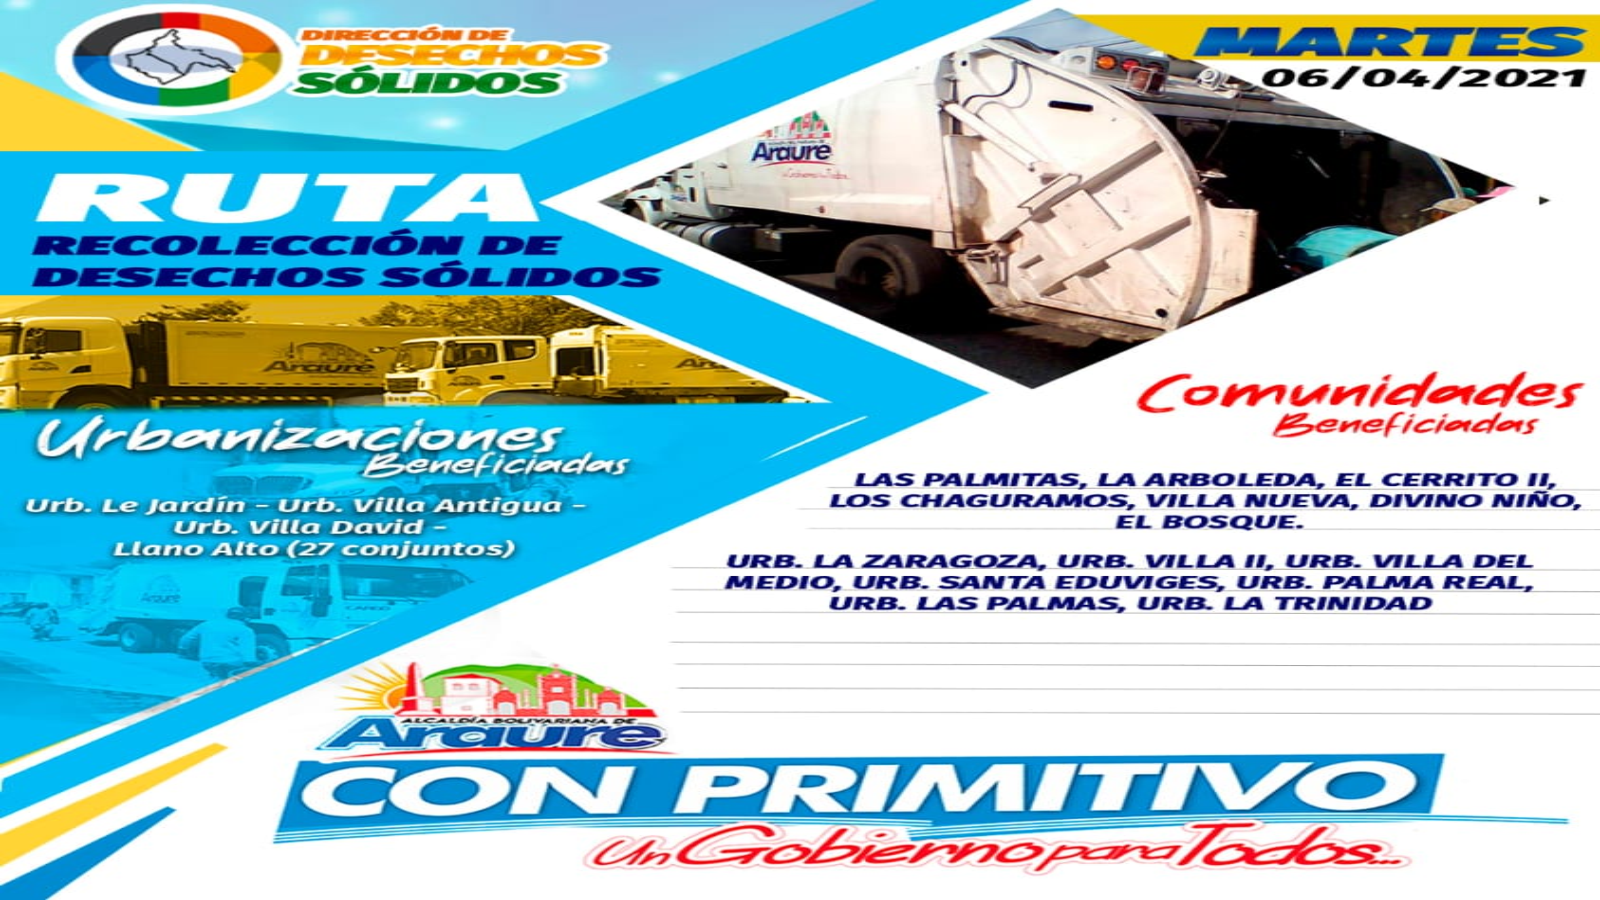 DIRECCIÓN DE
DESECHOS
SÓLIDOS
MARTES
06/04/2021
RUTA
RECOLECCIÓN DE
DESECHOS SÓLIDOS
Araure
Araure
Urbanizaciones
Beneficiadas
Urb. Le Jardín - Urb. Villa Antigua -
Urb. Villa David -
Llano Alto (27 conjuntos)
Comunidades
Beneficiadas
LAS PALMITAS, LA ARBOLEDA, EL CERRITO II,
LOS CHAGURAMOS, VILLA NUEVA, DIVINO NIÑO,
EL BOSQUE.
URB. LA ZARAGOZA, URB. VILLA II, URB. VILLA DEL
MEDIO, URB. SANTA EDUVIGES, URB. PALMA REAL,
URB. LAS PALMAS, URB. LA TRINIDAD
ALCALDÍA BOLIVARIANA DE
Araure
CON PRIMITIVO
Un Gobierno para Todos...